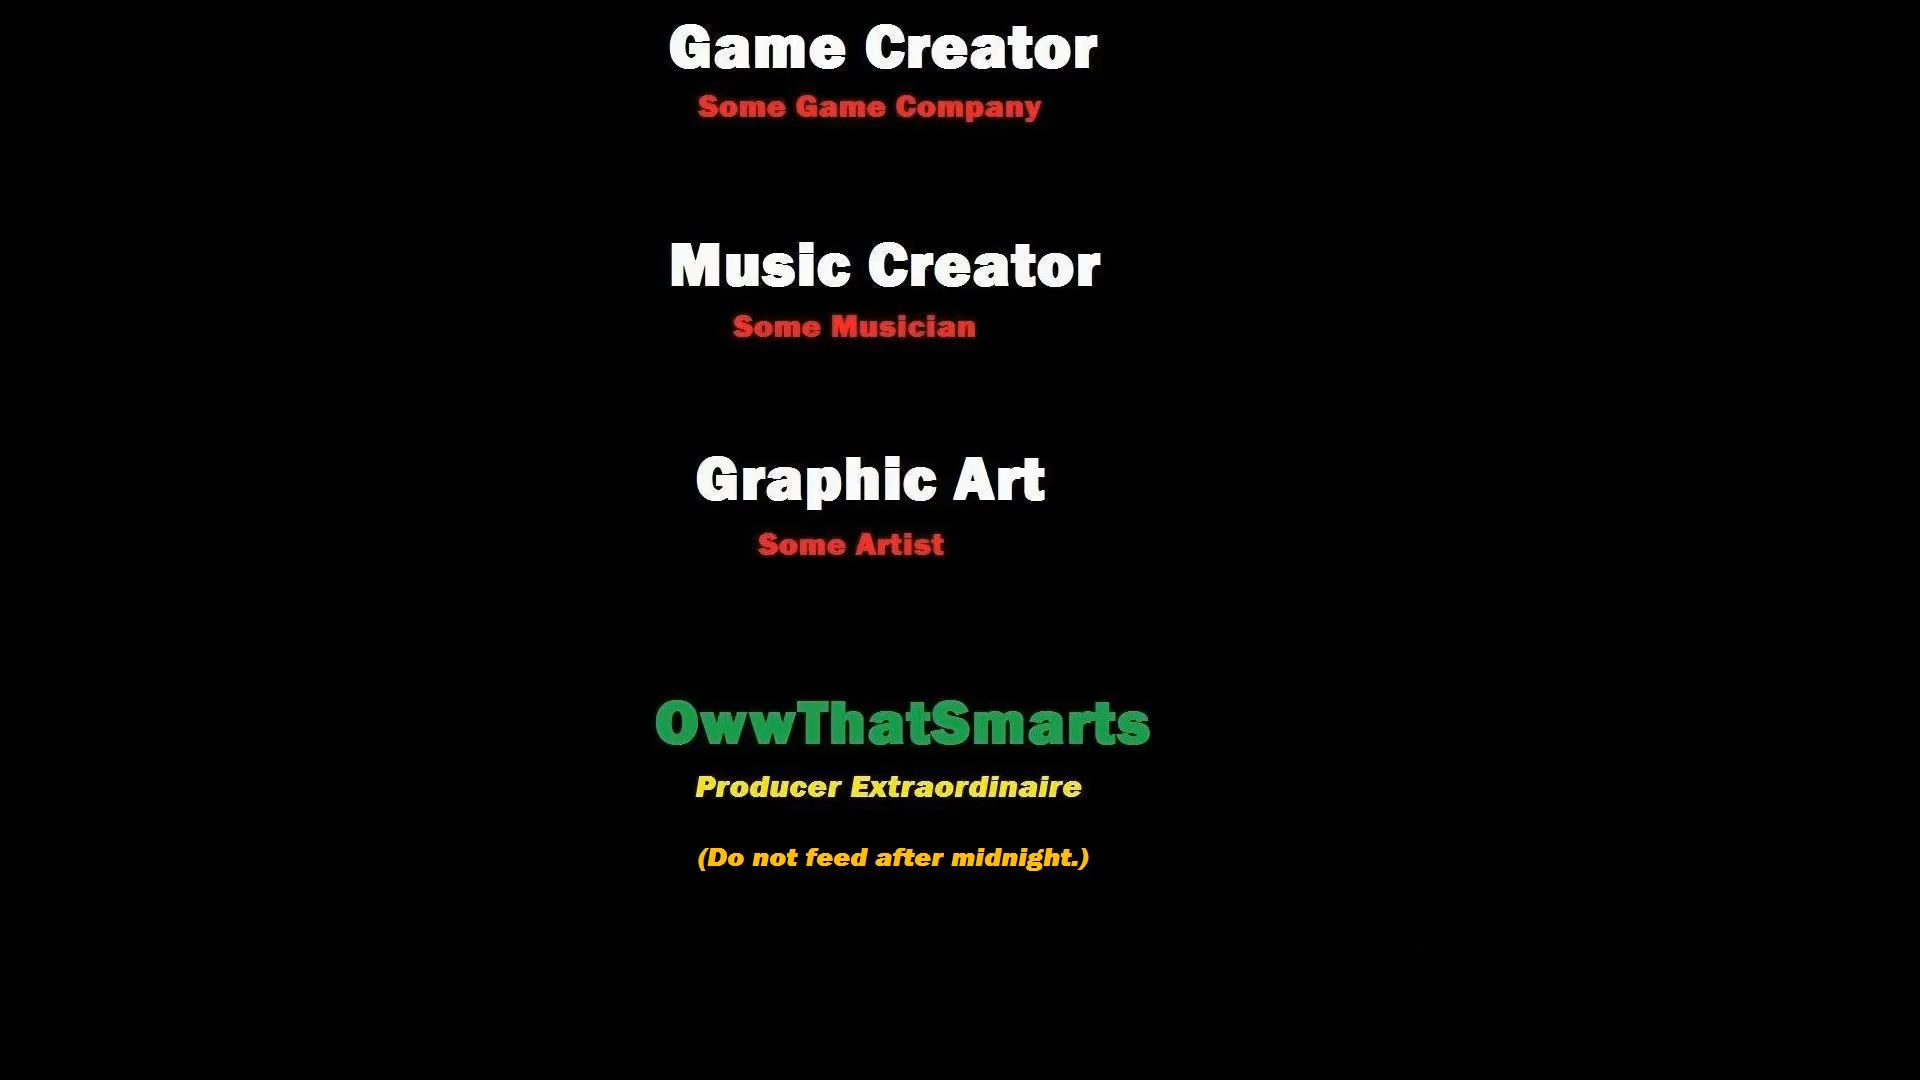 Game Creator
Some Game Company
Music Creator
Some Musician
Graphic Art
Some Artist
OwwThatSmarts
Producer Extraordinaire
(Do not feed after midnight.)